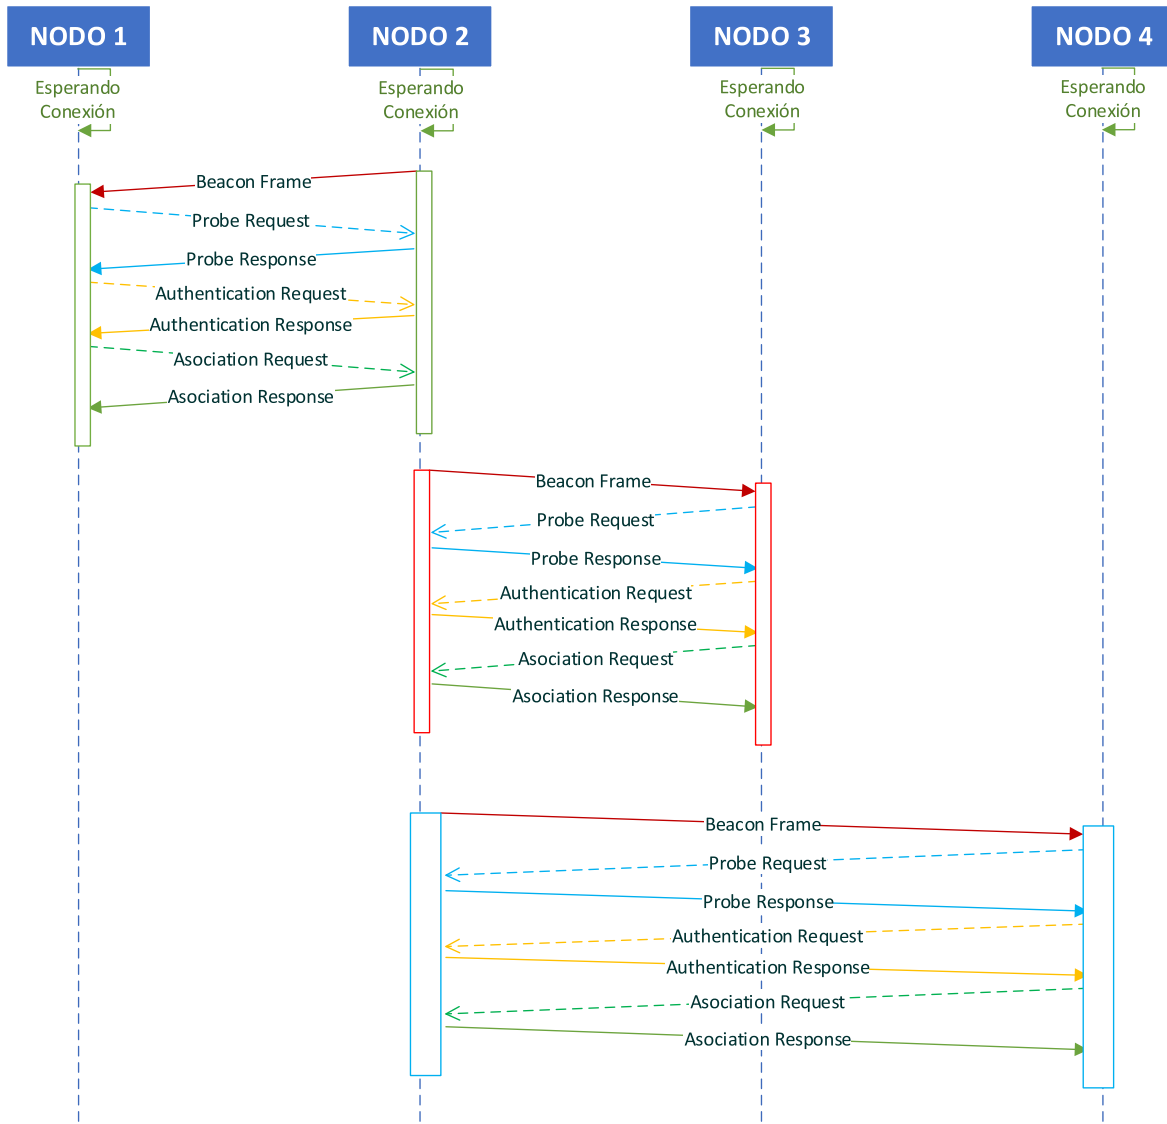 NODO 1
NODO 2
NODO 3
NODO 4
Esperando
Conexión
Esperando
Conexión
Esperando
Conexión
Esperando
Conexión
Beacon Frame
Probe Request
Probe Response
Authentication Request
Authentication Response
Asociation Request
Asociation Response
Beacon Frame
Probe Request
Probe Response
Authentication Request
Authentication Response
Asociation Request
Asociation Response
Beacon Frame
Probe Request
Probe Response
Authentication Request
Authentication Response
Asociation Request
Asociation Response